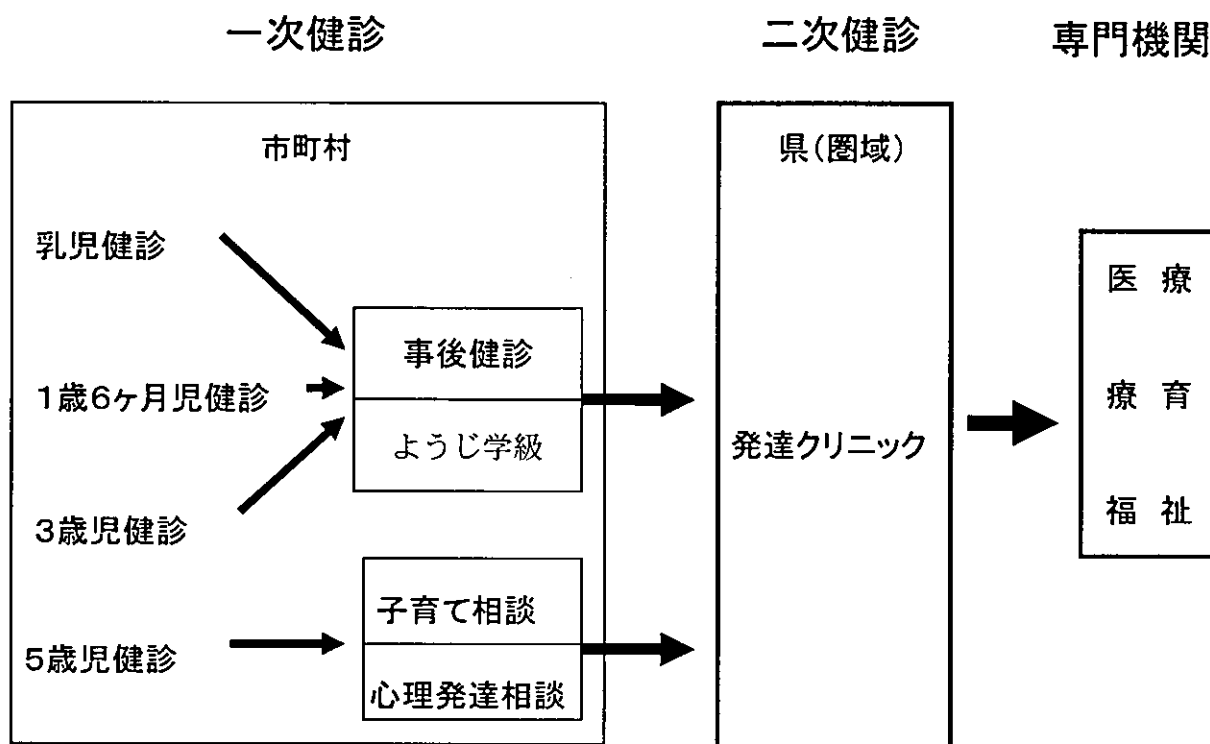 一次健診
二次健診
専門機関
市町村
乳児健診
1歳6ヶ月児健診
3歳児健診
5歳児健診
事後健診
ようじ学級
子育て相談
心理発達相談
県(圏域)
発達クリニック
医 療
療 育
福 祉